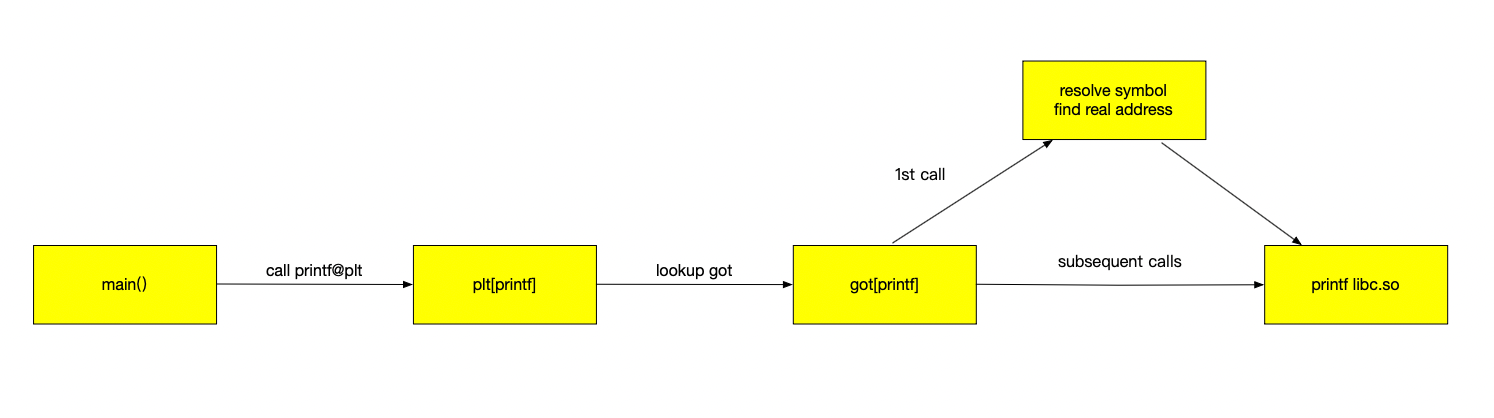 resolve symbol
find real address
1st call
main()
call printf@plt
plt[printf]
lookup got
got[printf]
subsequent calls
printf libc.so